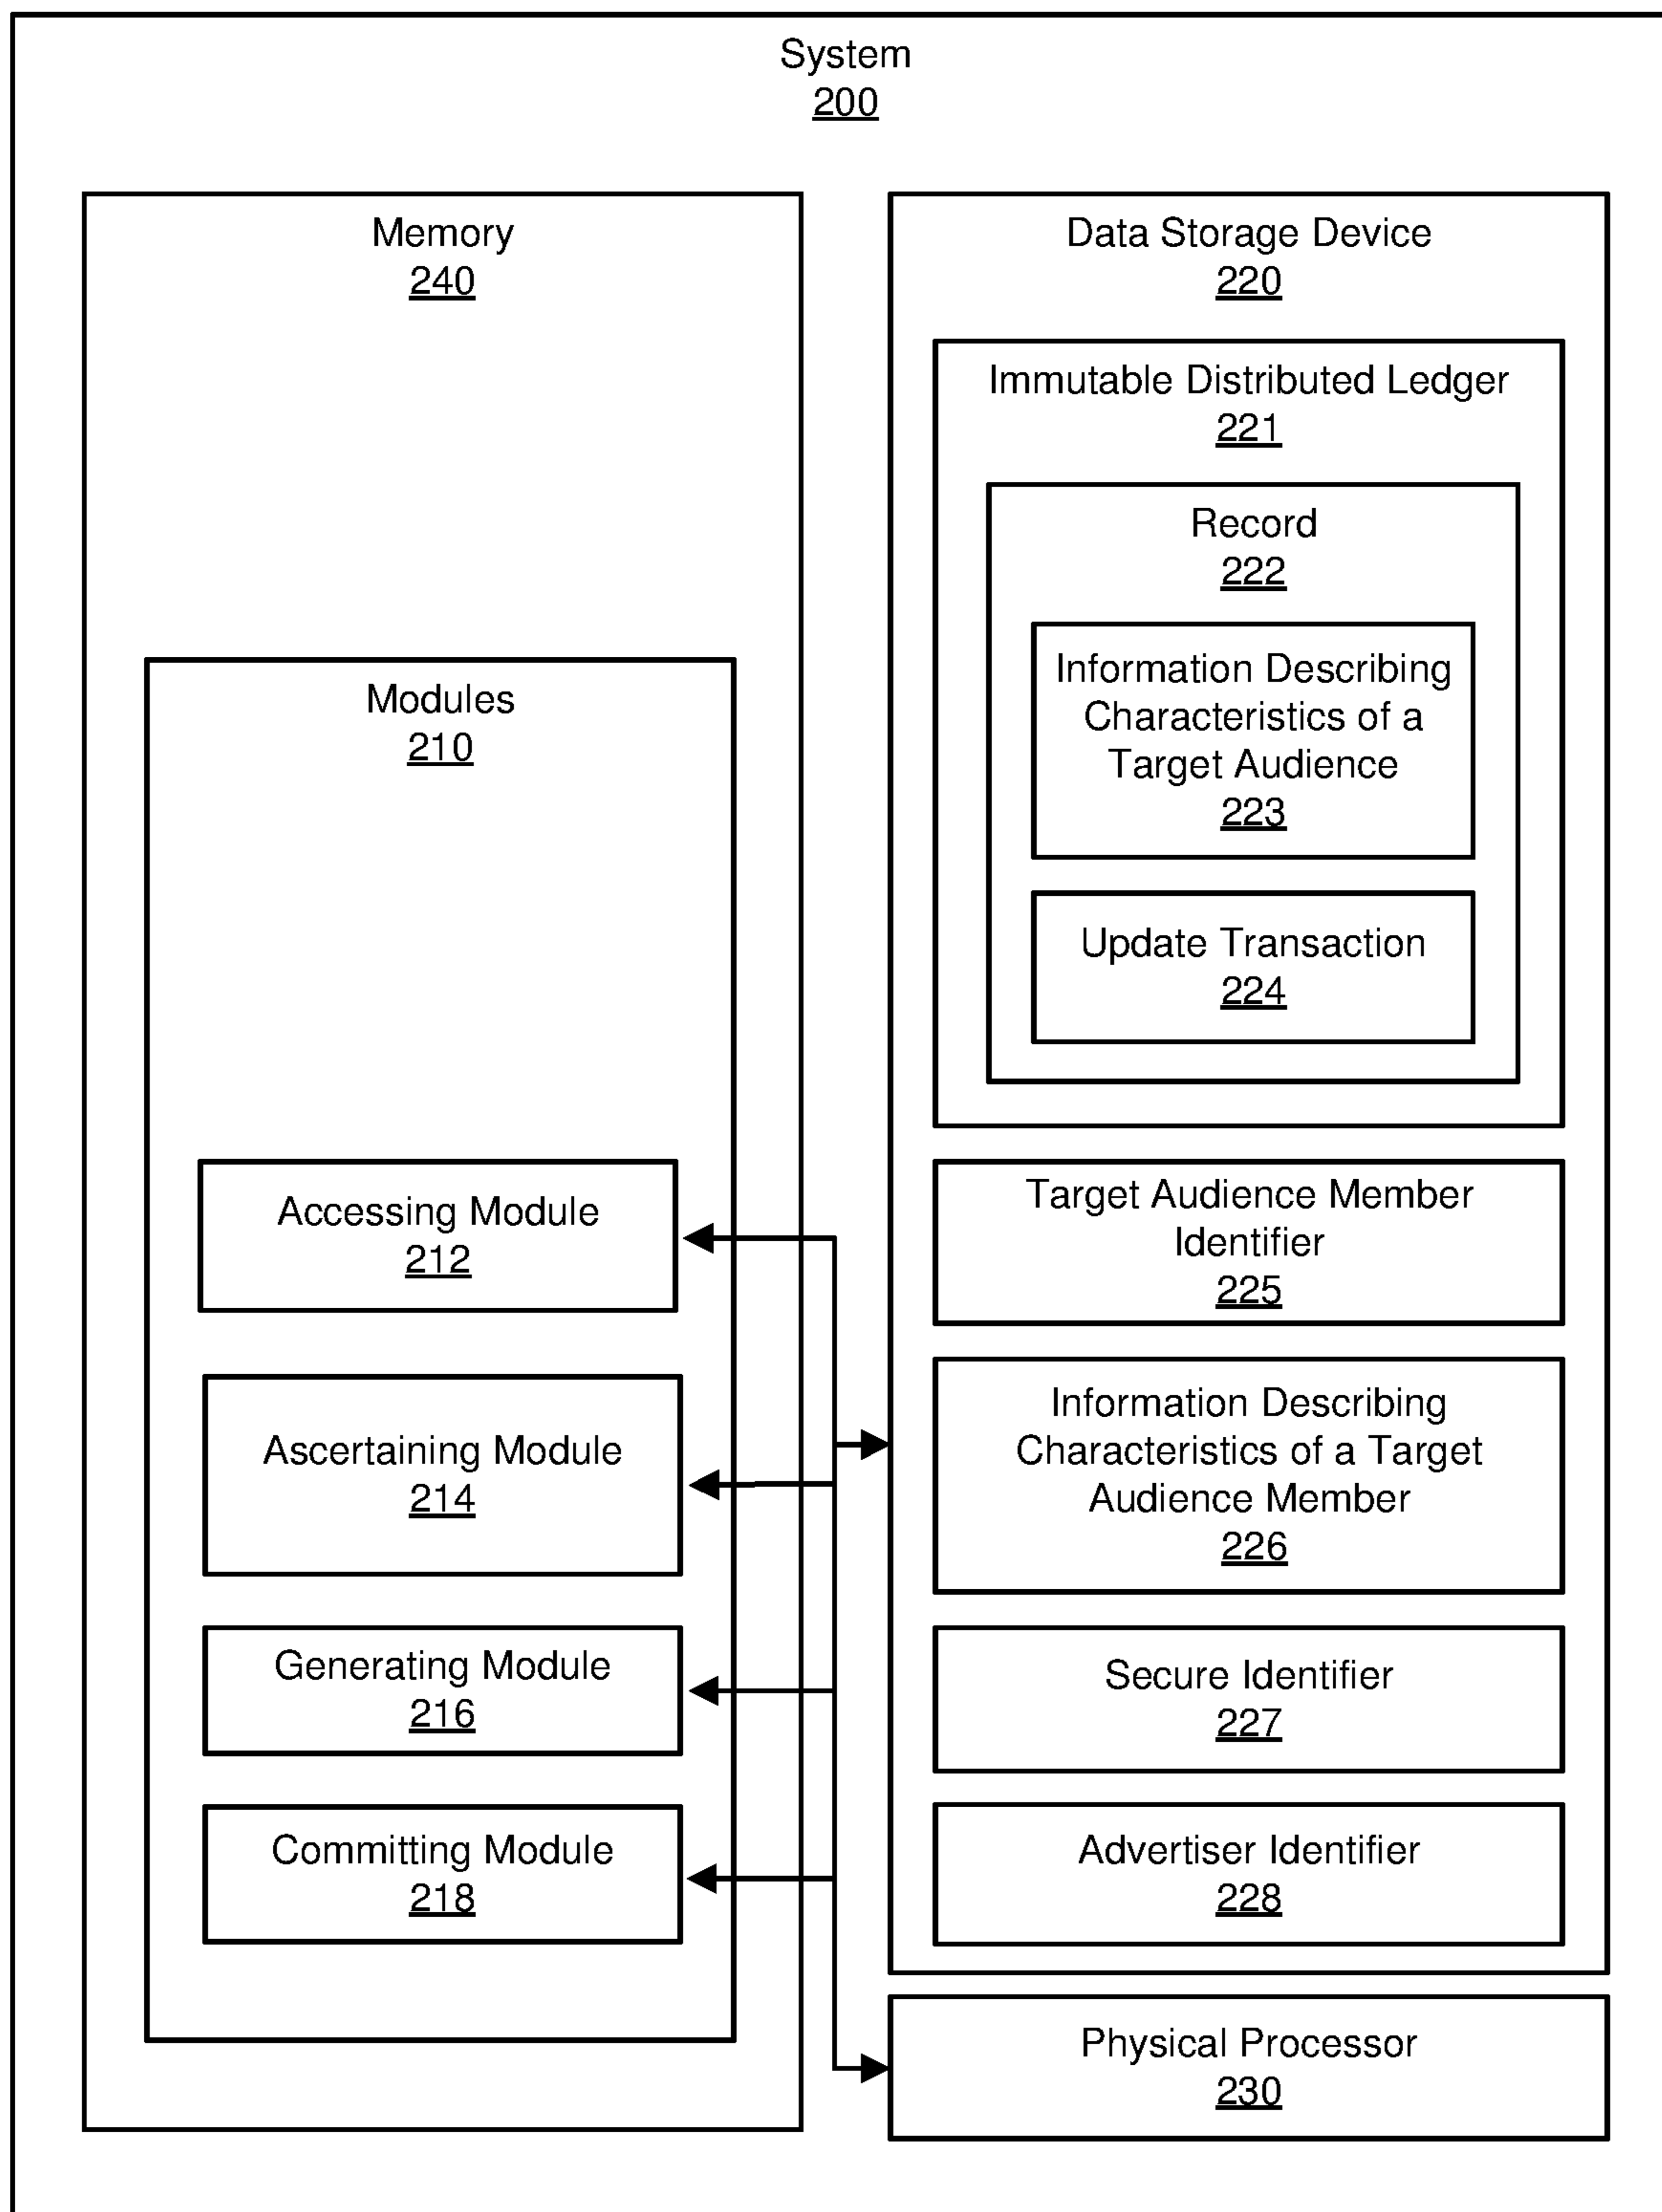 System
200
Memory
240
Modules
210
Accessing Module
212
Ascertaining Module
214
Generating Module
216
Committing Module
218
Data Storage Device
220
Immutable Distributed Ledger
221
Record
222
Information Describing
Characteristics of a
Target Audience
223
Update Transaction
224
Target Audience Member
Identifier
225
Information Describing
Characteristics of a Target
Audience Member
226
Secure Identifier
227
Advertiser Identifier
228
Physical Processor
230